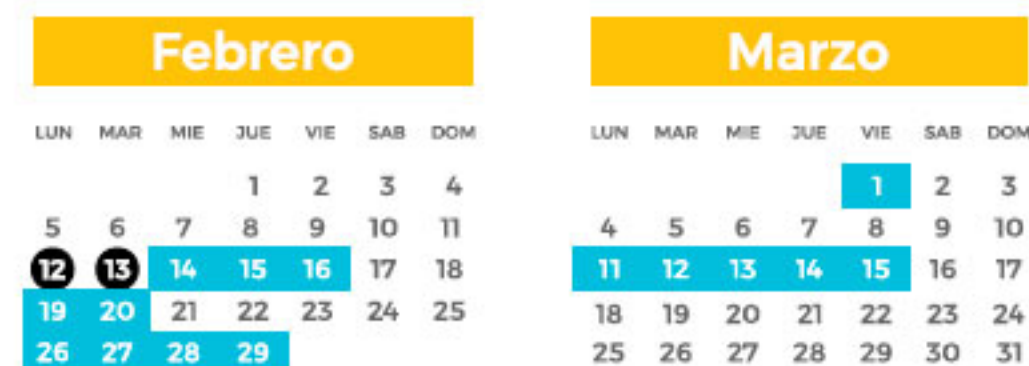 Febrero
LUN MAR MIE JUE VIE SAB DOM
1 2 3 4
5 6 7 8 9 10 11
12 13 14 15 16 17 18
19 20 21 22 23 24 25
26 27 28 29
Marzo
LUN MAR MIE JUE VIE SAB DOM
1 2 3
4 5 6 7 8 9 10
11 12 13 14 15 16 17
18 19 20 21 22 23 24
25 26 27 28 29 30 31